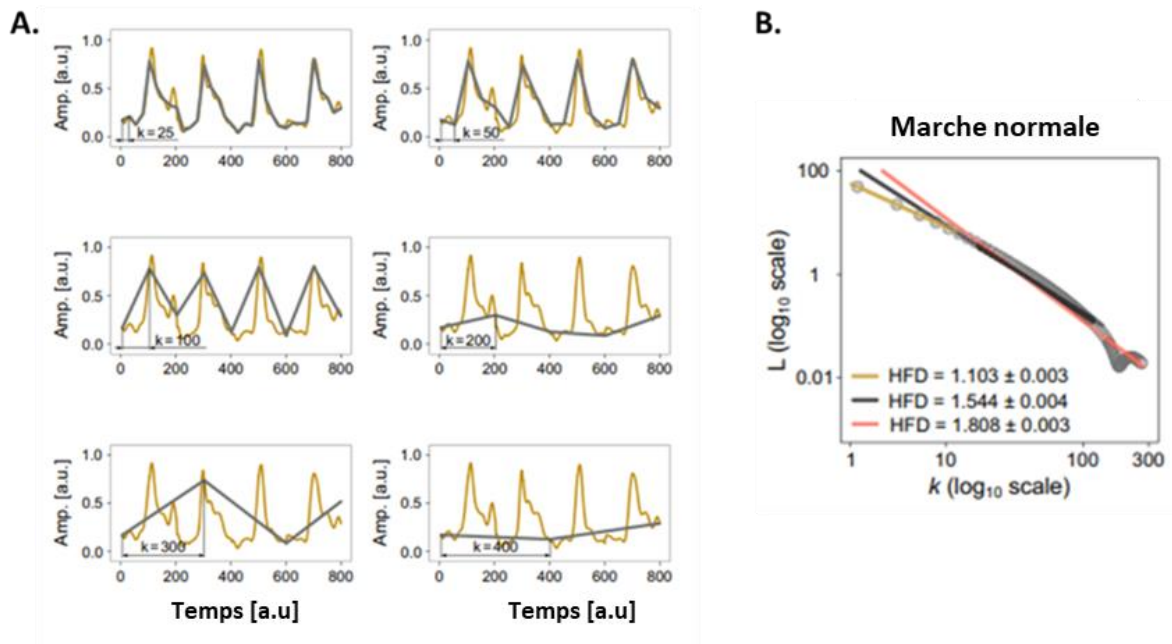 A.
B.
1.0
0.5
0.0
Amp. [a.u.]
k = 25
0 200 400 600 800
1.0
0.5
0.0
Amp. [a.u.]
k = 50
0 200 400 600 800
1.0
0.5
0.0
Amp. [a.u.]
k = 100
0 200 400 600 800
1.0
0.5
0.0
Amp. [a.u.]
k = 200
0 200 400 600 800
1.0
0.5
0.0
Amp. [a.u.]
k = 300
0 200 400 600 800
Temps [a.u]
1.0
0.5
0.0
Amp. [a.u.]
k = 400
0 200 400 600 800
Temps [a.u]
Marche normale
100
1
0.01
L (log10 scale)
HFD = 1.103 ± 0.003
HFD = 1.544 ± 0.004
HFD = 1.808 ± 0.003
1 10 100 300
k (log10 scale)